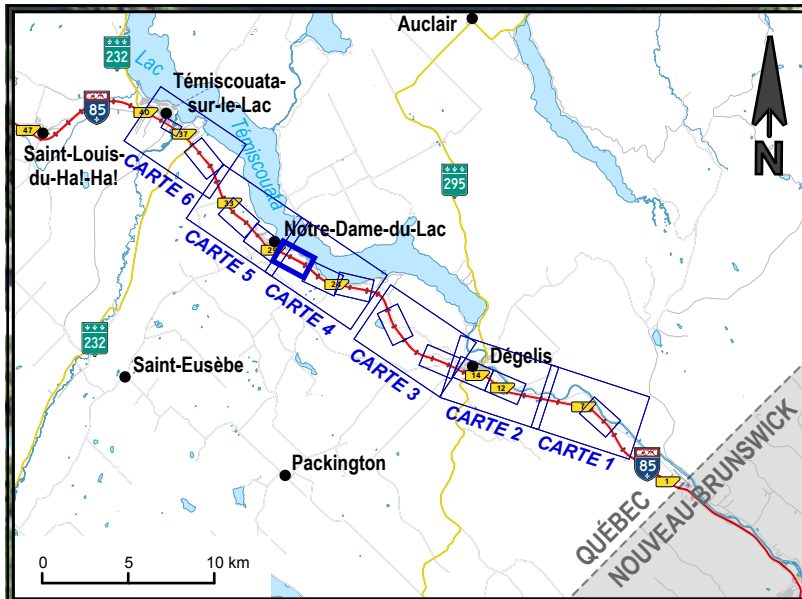 Auclair
232
Lac
Témiscouata-
sur-le-Lac
85
40
47
37
Saint-Louis-
du-Ha!-Ha!
Témiscouata
N
295
CARTE 6
33
Notre-Dame-du-Lac
CARTE 5
29
24
CARTE 4
232
Saint-Eusèbe
CARTE 3
Dégelis
14
12
7
CARTE 2
CARTE 1
Packington
85
1
QUÉBEC
NOUVEAU-BRUNSWICK
0 5 10 km